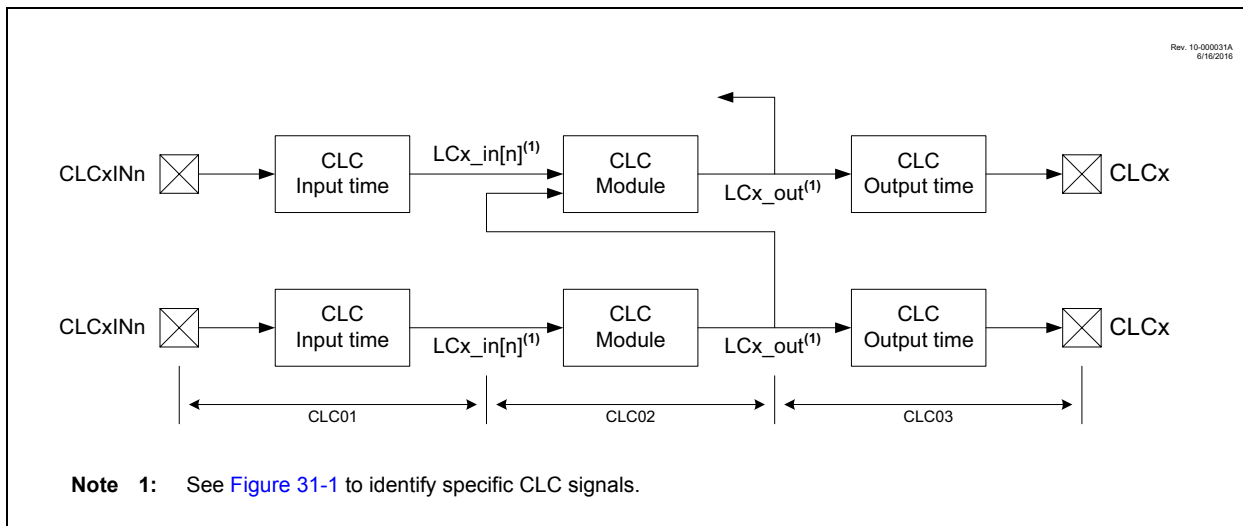 Rev. 10-000031A
6/16/2016
CLCxINn
CLC
Input time
LCx_in[n](1)
CLC
Module
LCx_out(1)
CLC
Output time
CLCx
CLCxINn
CLC
Input time
LCx_in[n](1)
CLC
Module
LCx_out(1)
CLC
Output time
CLCx
CLC01
CLC02
CLC03
Note 1: See Figure 31-1 to identify specific CLC signals.